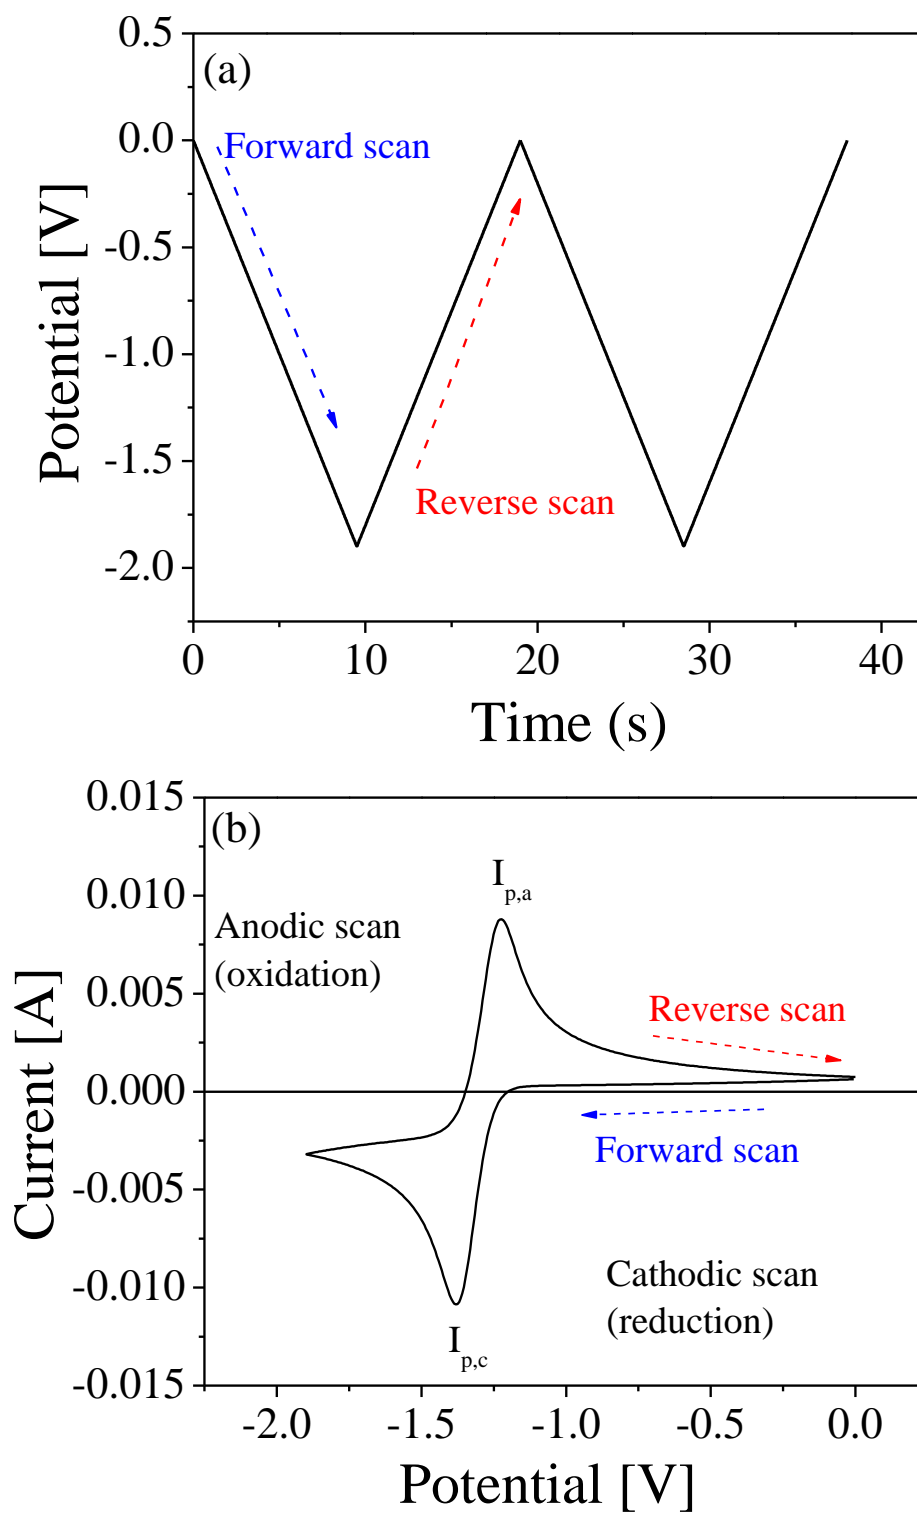 (a)
0.5
0.0
-0.5
-1.0
-1.5
-2.0
Potential [V]
Forward scan
Reverse scan
0 10 20 30 40
Time (s)
(b)
0.015
0.010
0.005
0.000
-0.005
-0.010
-0.015
Current [A]
I p,a
Anodic scan
(oxidation)
Reverse scan
Forward scan
Cathodic scan
(reduction)
I p,c
-2.0 -1.5 -1.0 -0.5 0.0
Potential [V]